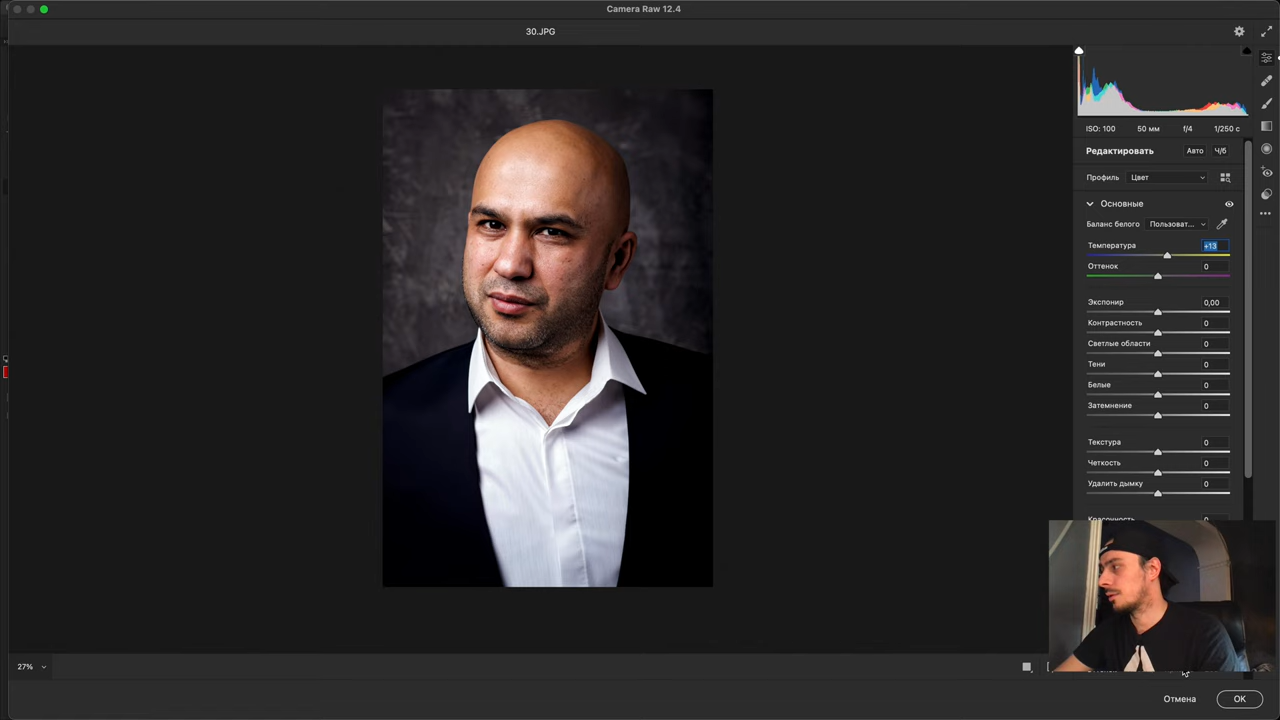 Camera Raw 12.4
30.JPG
ISO: 100 50 мм f/4 1/250 с
Редактировать Авто Ч/б
Профиль Цвет
Основные
Баланс белого Пользоват...
Температура +13
Оттенок 0
Экспонир 0,00
Контрастность 0
Светлые области 0
Тени 0
Белые 0
Затемнение 0
Текстура 0
Четкость 0
Удалить дымку 0
27%
Отмена OK